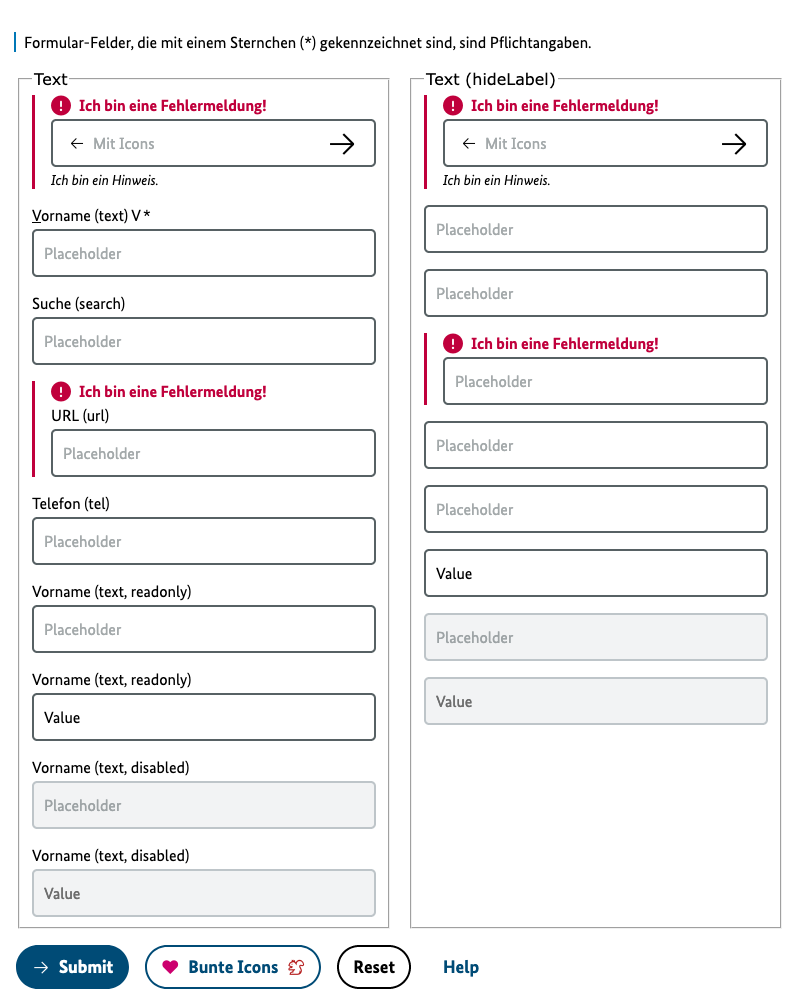 Formular-Felder, die mit einem Sternchen (*) gekennzeichnet sind, sind Pflichtangaben.
Text
Ich bin eine Fehlermeldung!
Mit Icons
Ich bin ein Hinweis.
Vorname (text) V *
Placeholder
Suche (search)
Placeholder
Ich bin eine Fehlermeldung!
URL (url)
Placeholder
Telefon (tel)
Placeholder
Vorname (text, readonly)
Placeholder
Vorname (text, readonly)
Value
Vorname (text, disabled)
Placeholder
Vorname (text, disabled)
Value
Text (hideLabel)
Ich bin eine Fehlermeldung!
Mit Icons
Ich bin ein Hinweis.
Placeholder
Placeholder
Ich bin eine Fehlermeldung!
Placeholder
Placeholder
Placeholder
Value
Placeholder
Value
Submit
Bunte Icons
Reset
Help